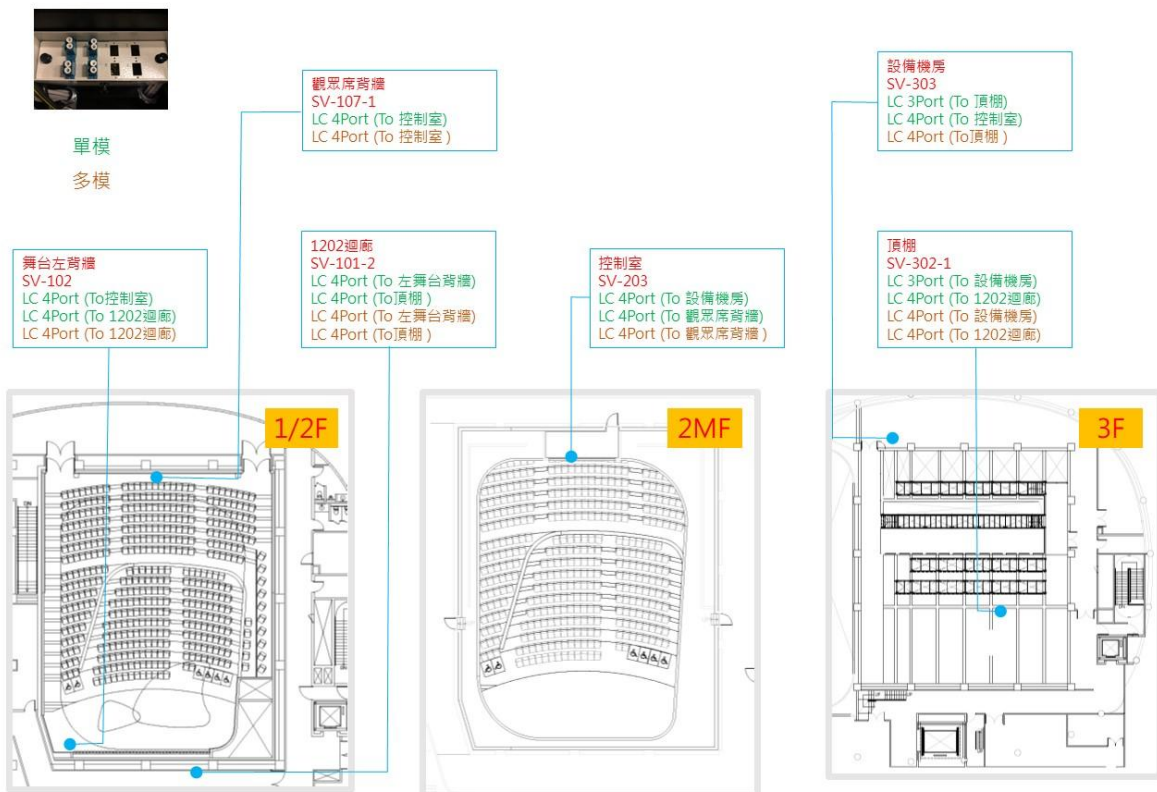 單模
多模
觀眾席背牆
SV-107-1
LC 4Port (To 控制室)
LC 4Port (To 控制室 )
設備機房
SV-303
LC 3Port (To 頂棚)
LC 4Port (To 控制室)
LC 4Port (To頂棚 )
舞台左背牆
SV-102
LC 4Port (To控制室)
LC 4Port (To 1202迴廊)
LC 4Port (To 1202迴廊)
1202迴廊
SV-101-2
LC 4Port (To 左舞台背牆)
LC 4Port (To頂棚 )
LC 4Port (To 左舞台背牆)
LC 4Port (To頂棚 )
控制室
SV-203
LC 4Port (To 設備機房)
LC 4Port (To 觀眾席背牆)
LC 4Port (To 觀眾席背牆 )
頂棚
SV-302-1
LC 3Port (To 設備機房)
LC 4Port (To 1202迴廊)
LC 4Port (To 設備機房)
LC 4Port (To 1202迴廊)
1/2F
2MF
3F